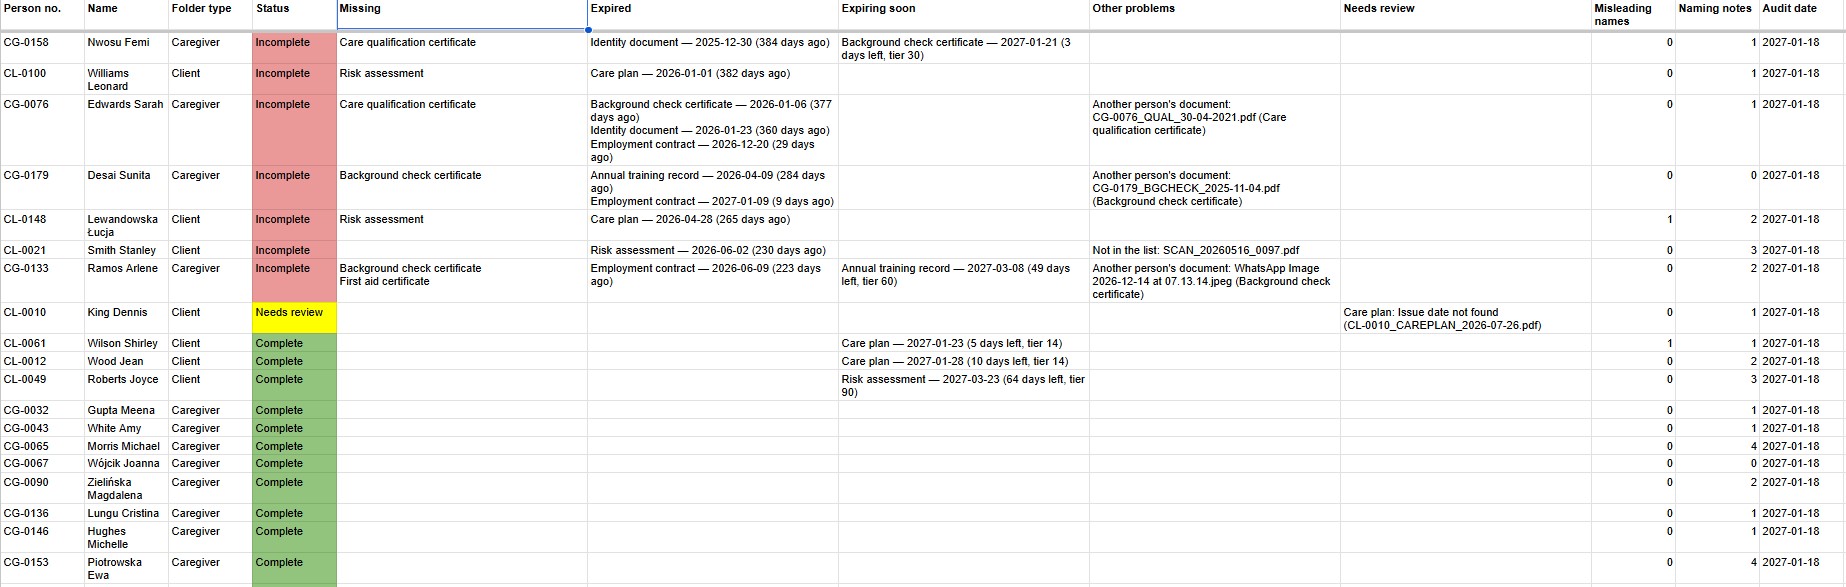 Person no. Name Folder type Status Missing Expired Expiring soon Other problems Needs review Misleading names Naming notes Audit date
CG-0158 Nwosu Femi Caregiver Incomplete Care qualification certificate Identity document — 2025-12-30 (384 days ago) Background check certificate — 2027-01-21 (3 days left, tier 30) 0 1 2027-01-18
CL-0100 Williams Leonard Client Incomplete Risk assessment Care plan — 2026-01-01 (382 days ago) 0 1 2027-01-18
CG-0076 Edwards Sarah Caregiver Incomplete Care qualification certificate Background check certificate — 2026-01-06 (377 days ago) Identity document — 2026-01-23 (360 days ago) Employment contract — 2026-12-20 (29 days ago) Another person's document: CG-0076_QUAL_30-04-2021.pdf (Care qualification certificate) 0 1 2027-01-18
CG-0179 Desai Sunita Caregiver Incomplete Background check certificate Annual training record — 2026-04-09 (284 days ago) Employment contract — 2027-01-09 (9 days ago) Another person's document: CG-0179_BGCHECK_2025-11-04.pdf (Background check certificate) 0 0 2027-01-18
CL-0148 Lewandowska Łucja Client Incomplete Risk assessment Care plan — 2026-04-28 (265 days ago) 1 2 2027-01-18
CL-0021 Smith Stanley Client Incomplete Risk assessment — 2026-06-02 (230 days ago) Not in the list: SCAN_20260516_0097.pdf 0 3 2027-01-18
CG-0133 Ramos Arlene Caregiver Incomplete Background check certificate First aid certificate Employment contract — 2026-06-09 (223 days ago) Annual training record — 2027-03-08 (49 days left, tier 60) Another person's document: WhatsApp Image 2026-12-14 at 07.13.14.jpeg (Background check certificate) 0 2 2027-01-18
CL-0010 King Dennis Client Needs review Care plan: Issue date not found (CL-0010_CAREPLAN_2026-07-26.pdf) 0 1 2027-01-18
CL-0061 Wilson Shirley Client Complete Care plan — 2027-01-23 (5 days left, tier 14) 1 1 2027-01-18
CL-0012 Wood Jean Client Complete Care plan — 2027-01-28 (10 days left, tier 14) 0 2 2027-01-18
CL-0049 Roberts Joyce Client Complete Risk assessment — 2027-03-23 (64 days left, tier 90) 0 3 2027-01-18
CG-0032 Gupta Meena Caregiver Complete 0 1 2027-01-18
CG-0043 White Amy Caregiver Complete 0 1 2027-01-18
CG-0065 Morris Michael Caregiver Complete 0 4 2027-01-18
CG-0067 Wójcik Joanna Caregiver Complete 0 0 2027-01-18
CG-0090 Zielińska Magdalena Caregiver Complete 0 2 2027-01-18
CG-0136 Lungu Cristina Caregiver Complete 0 1 2027-01-18
CG-0146 Hughes Michelle Caregiver Complete 0 1 2027-01-18
CG-0153 Piotrowska Ewa Caregiver Complete 0 4 2027-01-18